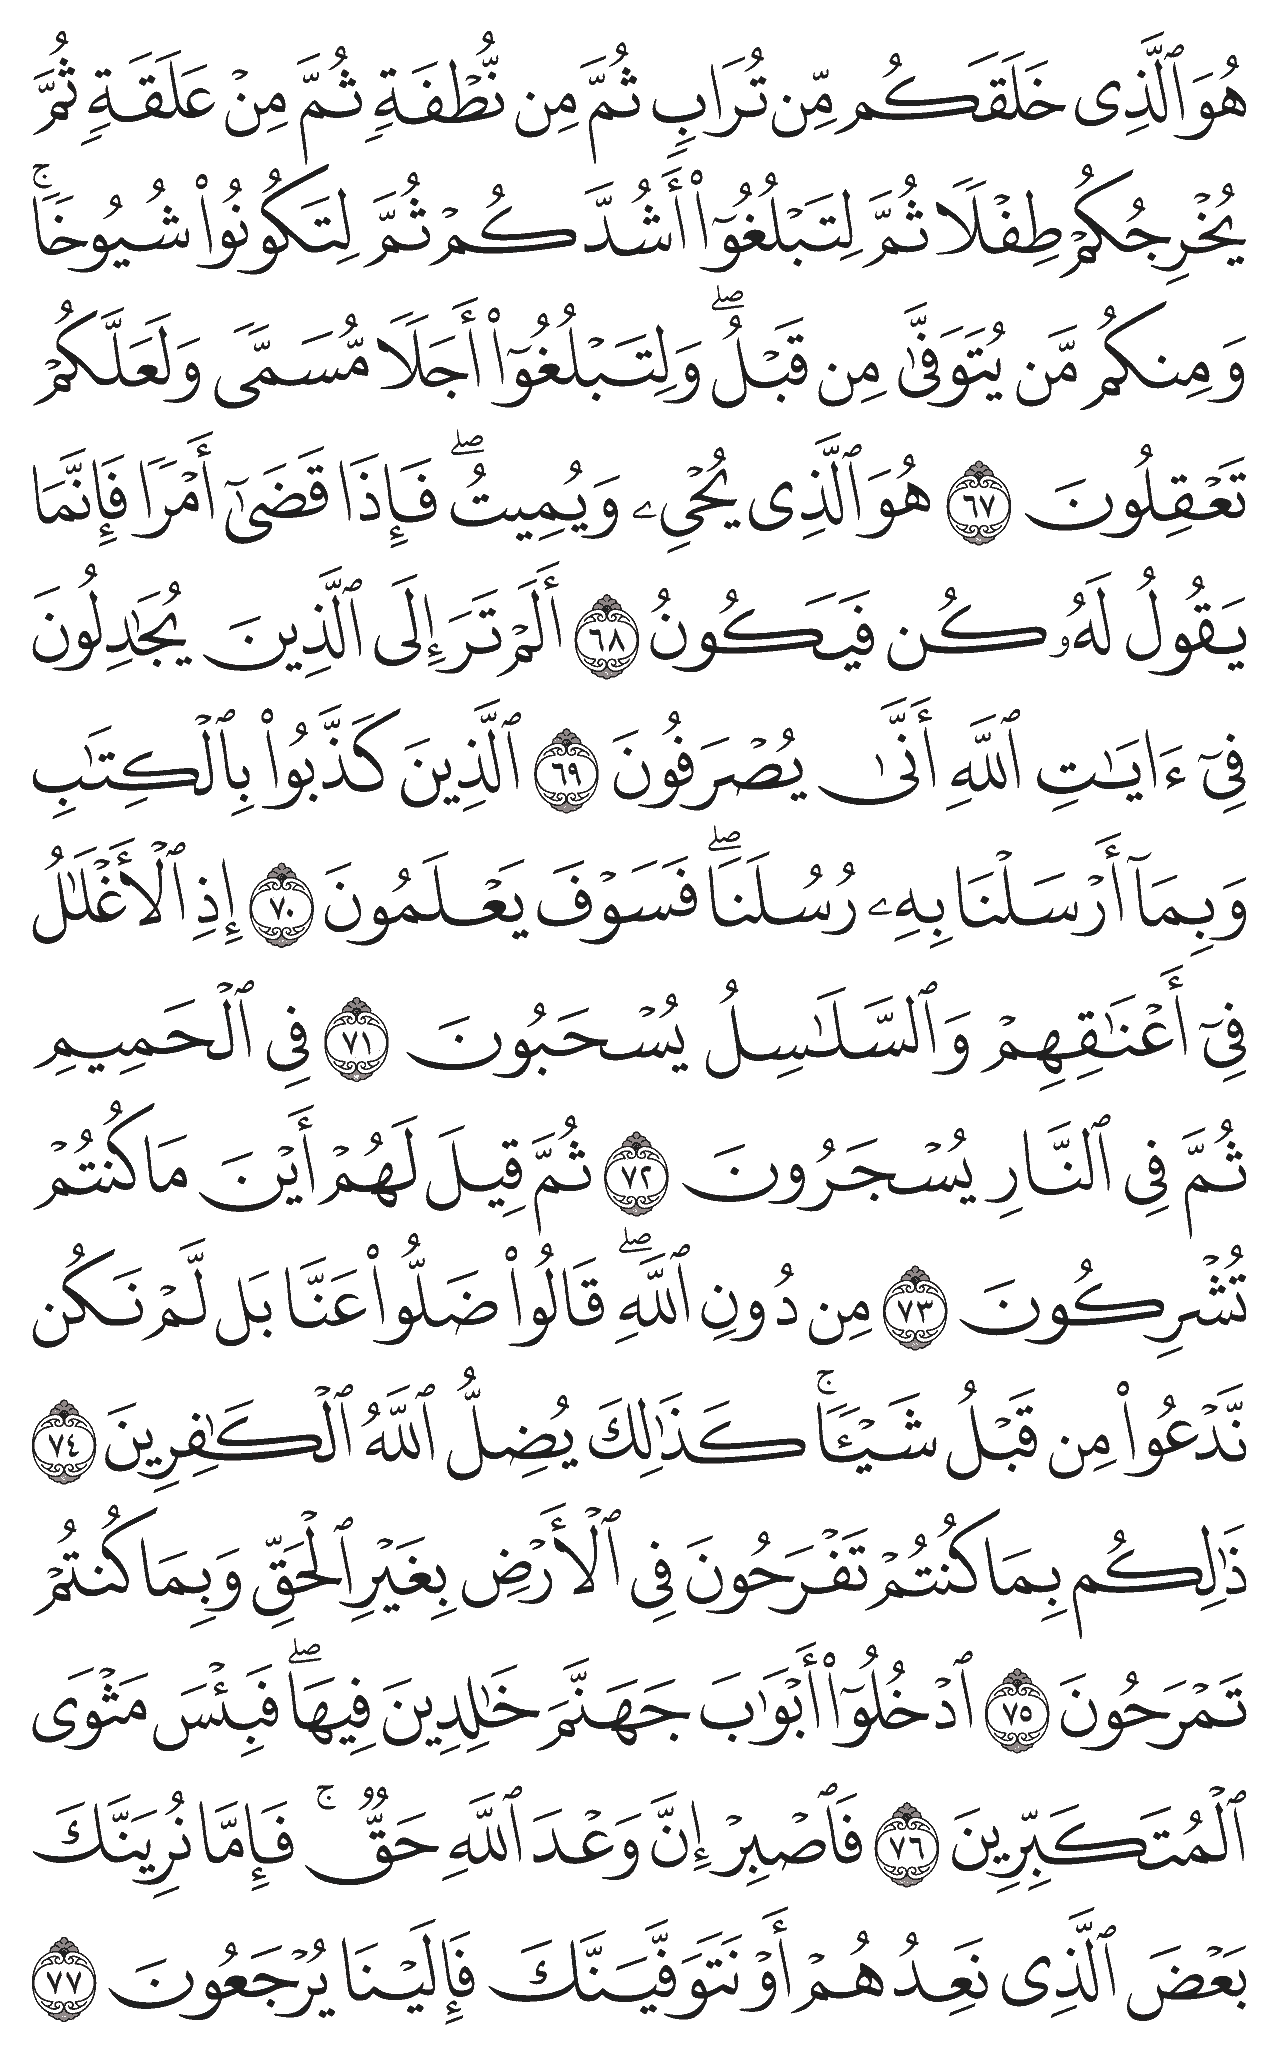 هُوَ ٱلَّذِى خَلَقَكُم مِّن تُرَابٍ ثُمَّ مِن نُّطْفَةٍ ثُمَّ مِنْ عَلَقَةٍ ثُمَّ
يُخْرِجُكُمْ طِفْلًا ثُمَّ لِتَبْلُغُوٓا۟ أَشُدَّكُمْ ثُمَّ لِتَكُونُوا۟ شُيُوخًا ۚ
وَمِنكُم مَّن يُتَوَفَّىٰ مِن قَبْلُ ۖ وَلِتَبْلُغُوٓا۟ أَجَلًا مُّسَمًّى وَلَعَلَّكُمْ
تَعْقِلُونَ ٦٧ هُوَ ٱلَّذِى يُحْىِۦ وَيُمِيتُ ۖ فَإِذَا قَضَىٰٓ أَمْرًا فَإِنَّمَا
يَقُولُ لَهُۥ كُن فَيَكُونُ ٦٨ أَلَمْ تَرَ إِلَى ٱلَّذِينَ يُجَٰدِلُونَ
فِىٓ ءَايَٰتِ ٱللَّهِ أَنَّىٰ يُصْرَفُونَ ٦٩ ٱلَّذِينَ كَذَّبُوا۟ بِٱلْكِتَٰبِ
وَبِمَآ أَرْسَلْنَا بِهِۦ رُسُلَنَا ۖ فَسَوْفَ يَعْلَمُونَ ٧٠ إِذِ ٱلْأَغْلَٰلُ
فِىٓ أَعْنَٰقِهِمْ وَٱلسَّلَٰسِلُ يُسْحَبُونَ ٧١ فِى ٱلْحَمِيمِ
ثُمَّ فِى ٱلنَّارِ يُسْجَرُونَ ٧٢ ثُمَّ قِيلَ لَهُمْ أَيْنَ مَا كُنتُمْ
تُشْرِكُونَ ٧٣ مِن دُونِ ٱللَّهِ ۖ قَالُوا۟ ضَلُّوا۟ عَنَّا بَل لَّمْ نَكُن
نَّدْعُوا۟ مِن قَبْلُ شَيْـًٔا ۚ كَذَٰلِكَ يُضِلُّ ٱللَّهُ ٱلْكَٰفِرِينَ ٧٤
ذَٰلِكُم بِمَا كُنتُمْ تَفْرَحُونَ فِى ٱلْأَرْضِ بِغَيْرِ ٱلْحَقِّ وَبِمَا كُنتُمْ
تَمْرَحُونَ ٧٥ ٱدْخُلُوٓا۟ أَبْوَٰبَ جَهَنَّمَ خَٰلِدِينَ فِيهَا ۖ فَبِئْسَ مَثْوَى
ٱلْمُتَكَبِّرِينَ ٧٦ فَٱصْبِرْ إِنَّ وَعْدَ ٱللَّهِ حَقٌّ ۚ فَإِمَّا نُرِيَنَّكَ
بَعْضَ ٱلَّذِى نَعِدُهُمْ أَوْ نَتَوَفَّيَنَّكَ فَإِلَيْنَا يُرْجَعُونَ ٧٧